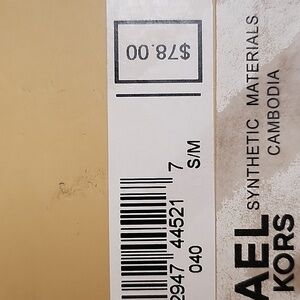 $78.00
S/M
2947 44521 7
040
AEL
KORS
SYNTHETIC MATERIALS
CAMBODIA